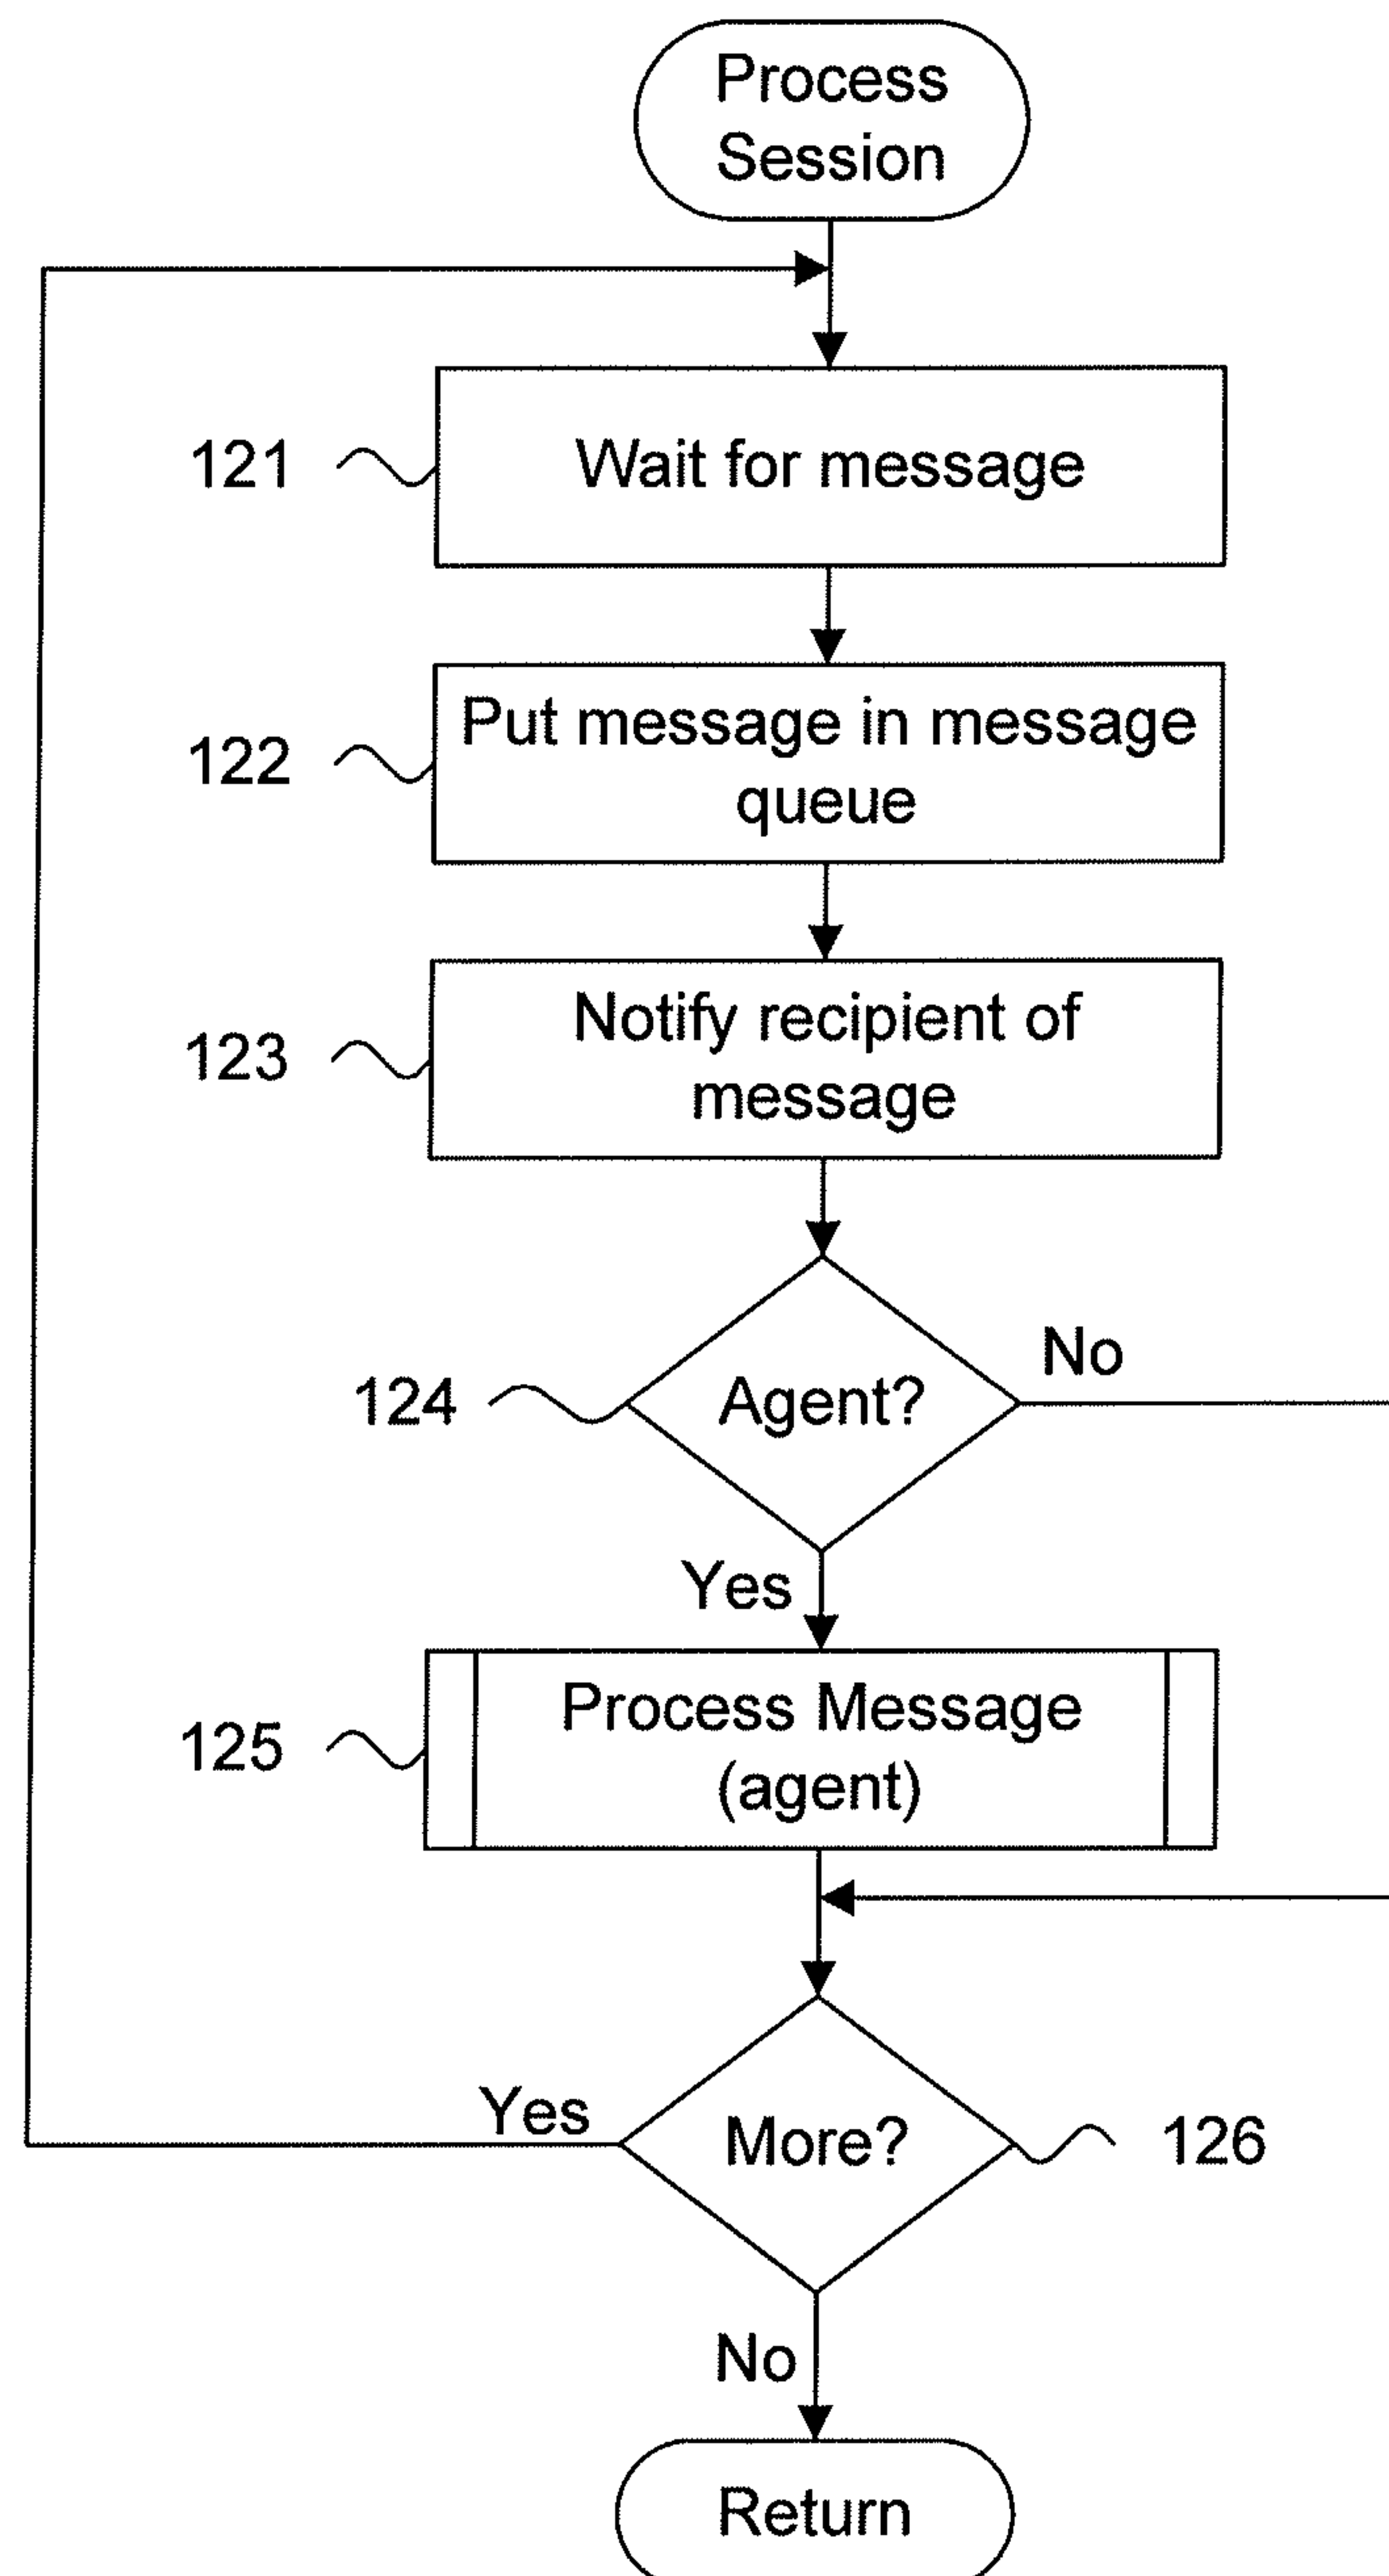 Process
Session
121
Wait for message
122
Put message in message
queue
123
Notify recipient of
message
124
Agent?
No
Yes
125
Process Message
(agent)
Yes
More?
126
No
Return